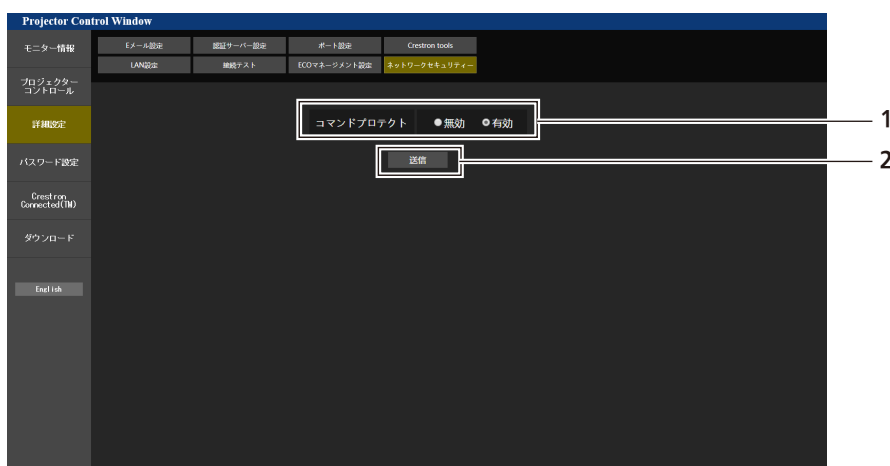 Projector Control Window
モニター情報
プロジェクター
コントロール
詳細設定
パスワード設定
Crestron
Connected(TM)
ダウンロード
English
Eメール設定
認証サーバー設定
ポート設定
Crestron tools
LAN設定
接続テスト
ECOマネージメント設定
ネットワークセキュリティー
コマンドプロテクト
無効
有効
1
送信
2